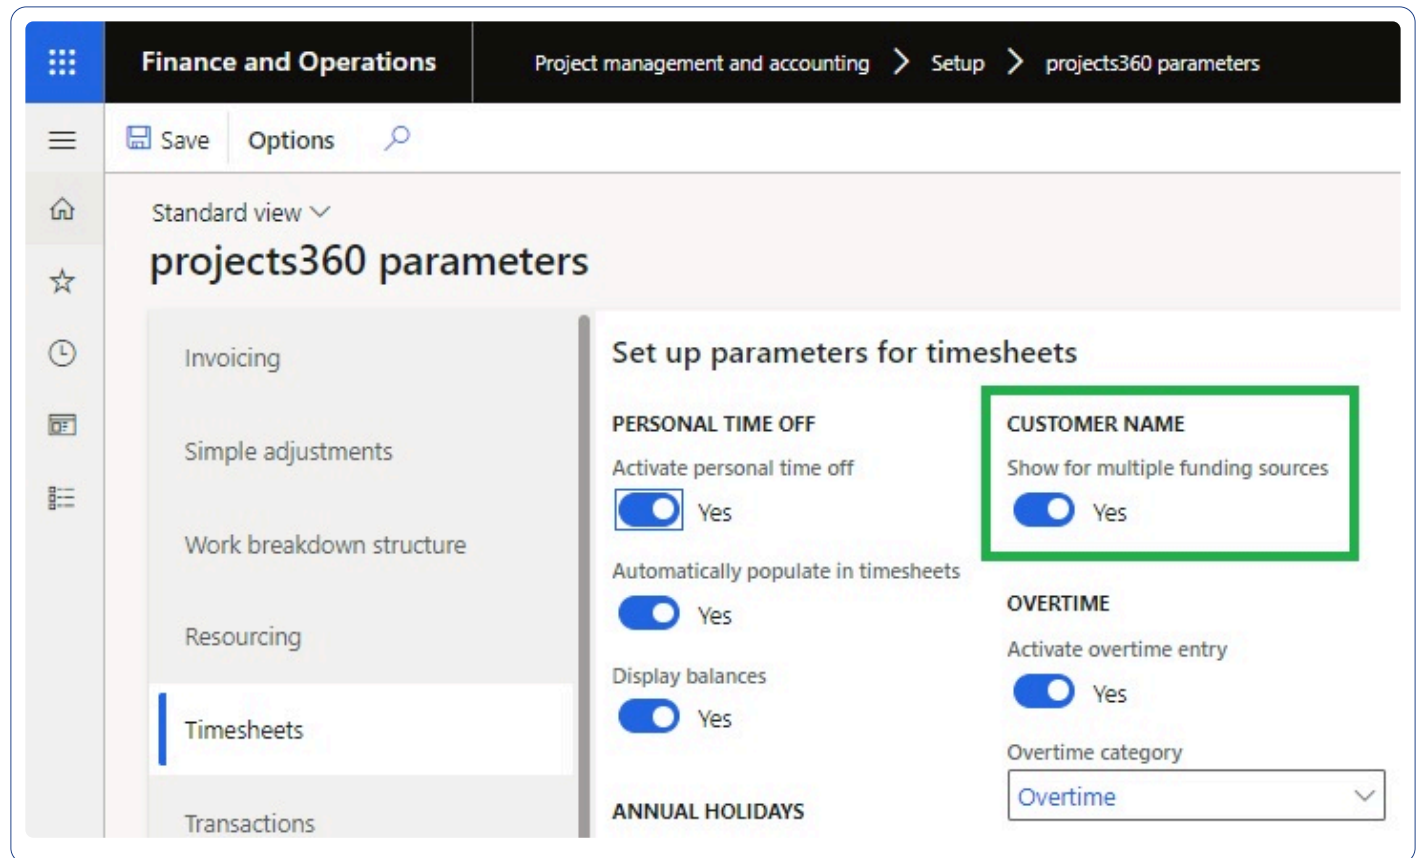 Finance and Operations
Project management and accounting > Setup > projects360 parameters
Save
Options
Standard view
projects360 parameters
Invoicing
Simple adjustments
Work breakdown structure
Resourcing
Timesheets
Transactions
Set up parameters for timesheets
PERSONAL TIME OFF
Activate personal time off
Yes
Automatically populate in timesheets
Yes
Display balances
Yes
ANNUAL HOLIDAYS
CUSTOMER NAME
Show for multiple funding sources
Yes
OVERTIME
Activate overtime entry
Yes
Overtime category
Overtime